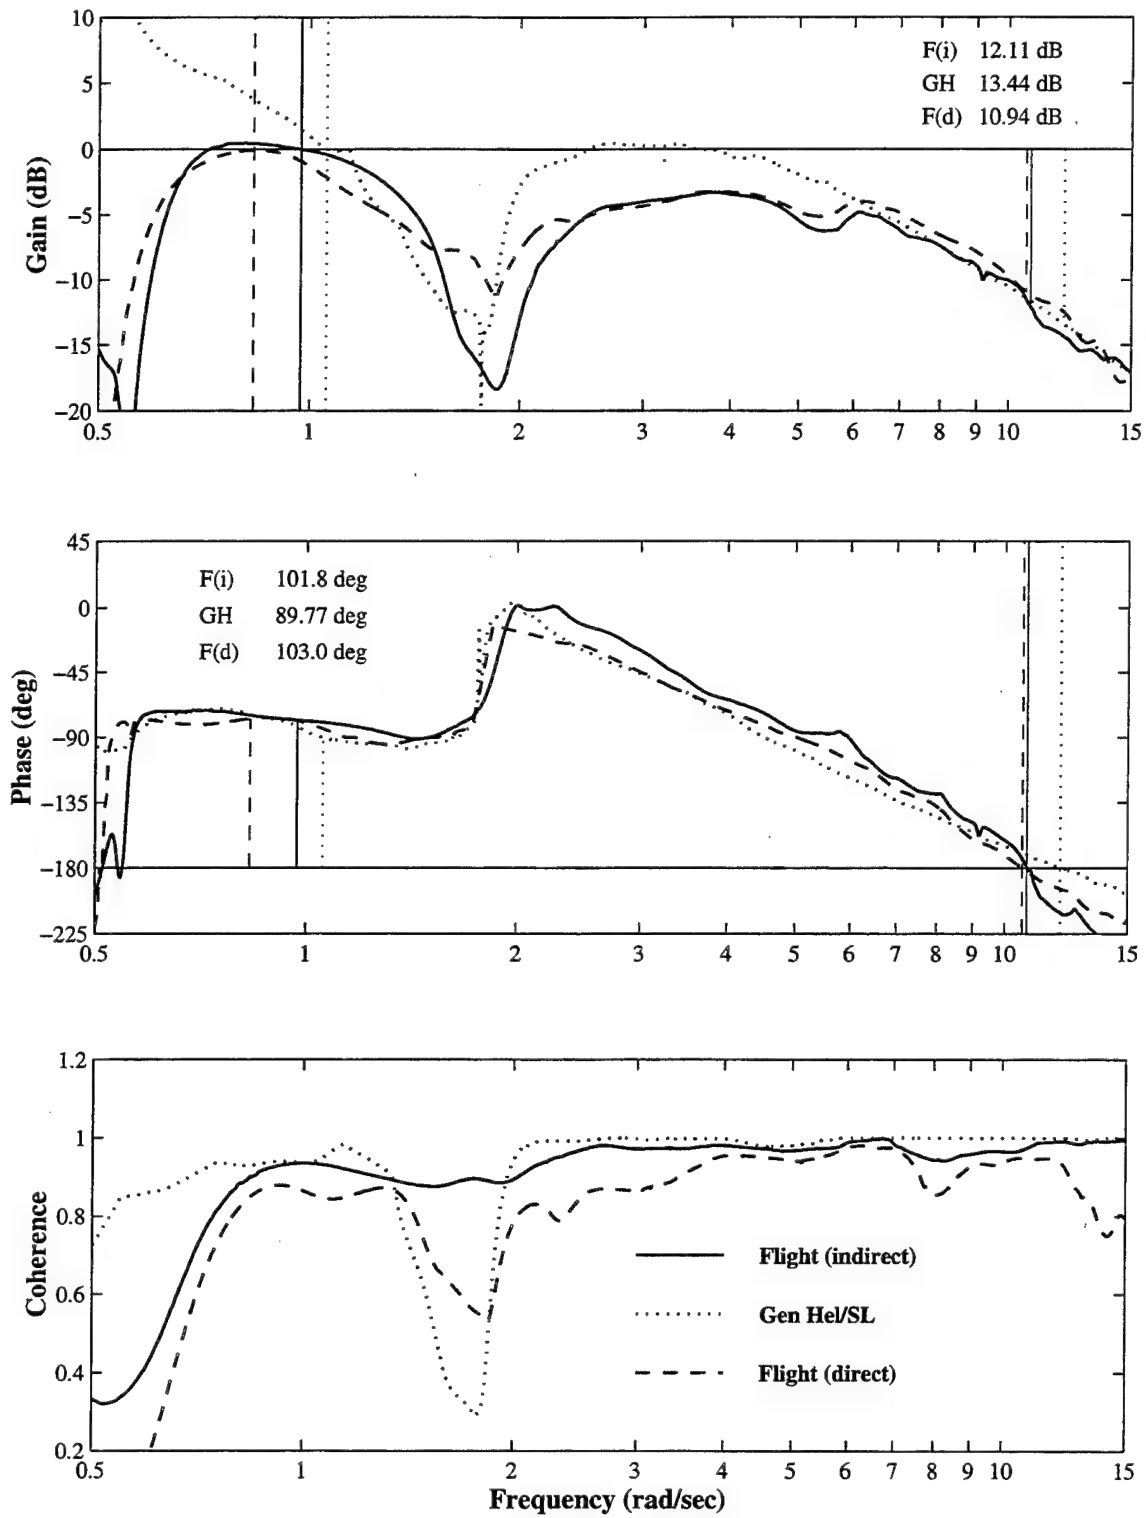 10
5
0
−5
−10
−15
−20
Gain (dB)
F(i) 12.11 dB
GH 13.44 dB
F(d) 10.94 dB
0.5 1 2 3 4 5 6 7 8 9 10 15
45
0
−45
−90
−135
−180
−225
Phase (deg)
F(i) 101.8 deg
GH 89.77 deg
F(d) 103.0 deg
0.5 1 2 3 4 5 6 7 8 9 10 15
1.2
1
0.8
0.6
0.4
0.2
Coherence
Flight (indirect)
Gen Hel/SL
Flight (direct)
0.5 1 2 3 4 5 6 7 8 9 10 15
Frequency (rad/sec)